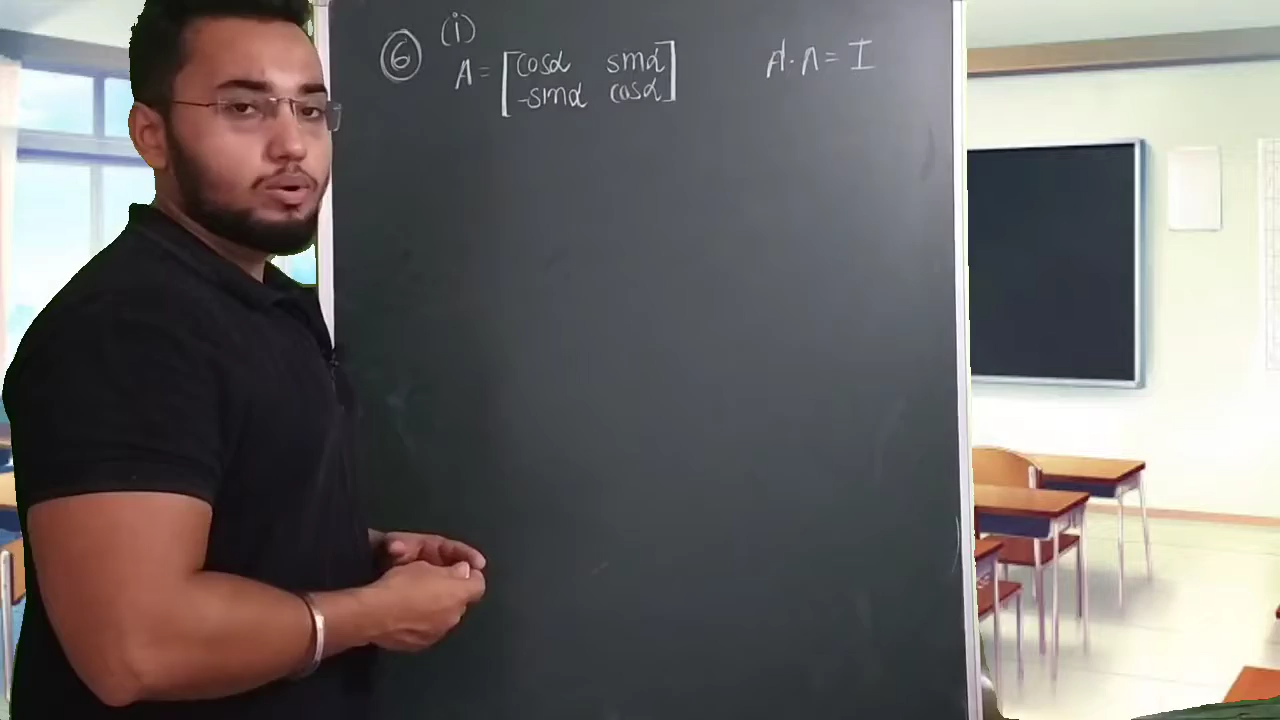 ⑥ (i)
A = [cosα sinα
-sinα cosα]
A'·A = I